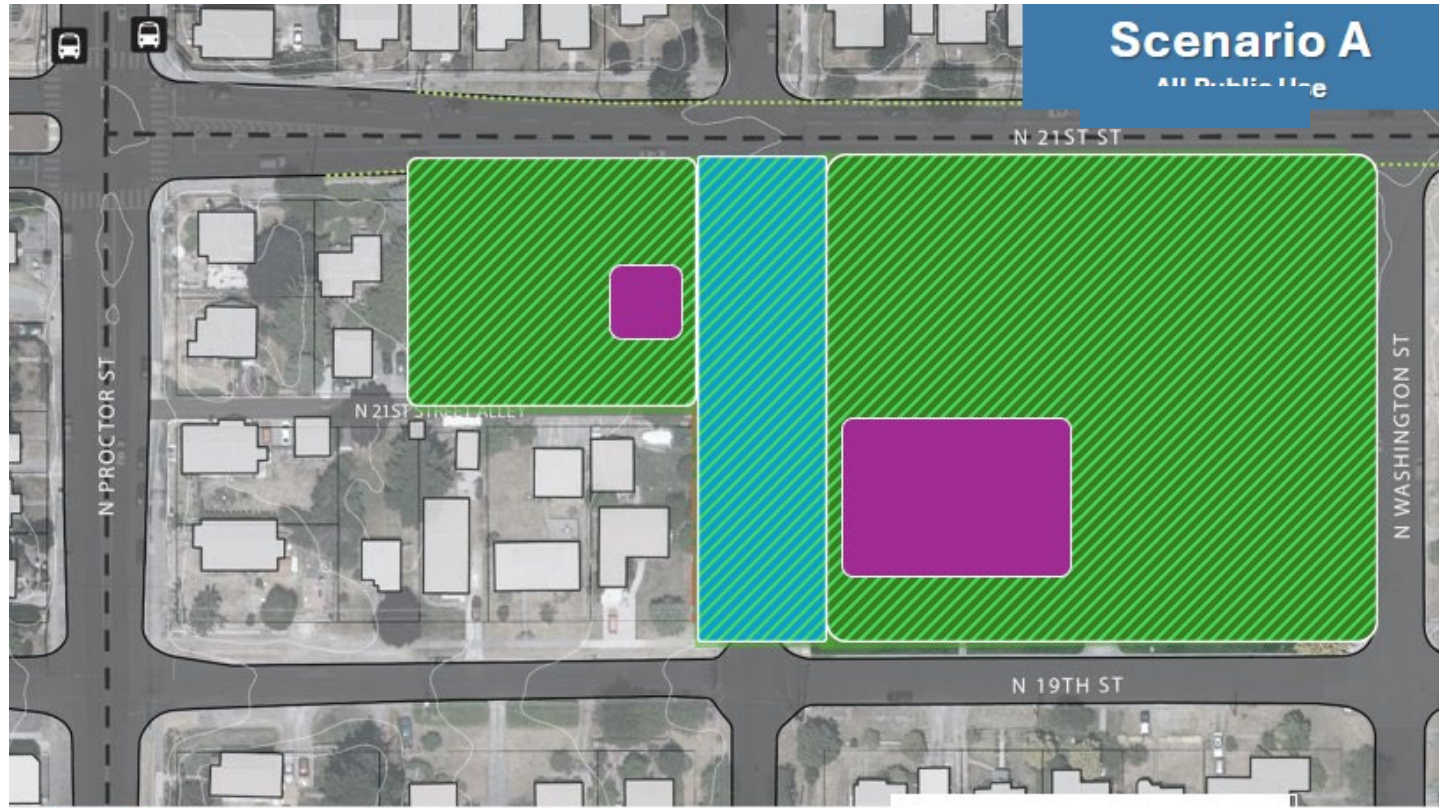 Scenario A
N 21ST ST
N PROCTOR ST
N 21ST STREET ALLEY
N WASHINGTON ST
N 19TH ST